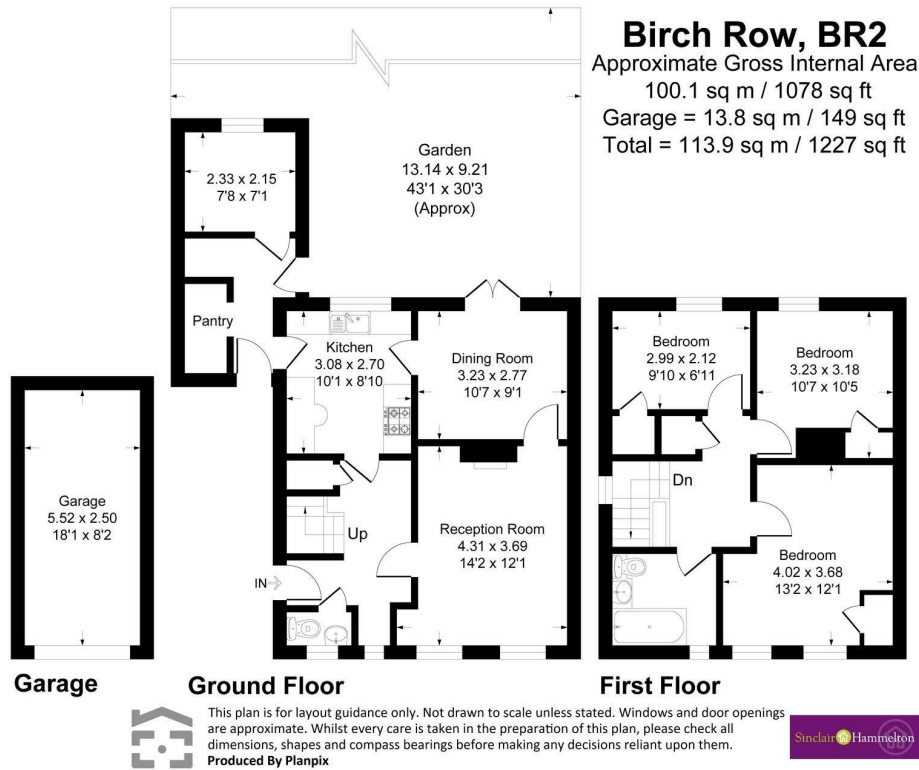 Birch Row, BR2
Approximate Gross Internal Area
100.1 sq m / 1078 sq ft
Garage = 13.8 sq m / 149 sq ft
Total = 113.9 sq m / 1227 sq ft
Garden
13.14 x 9.21
43'1 x 30'3
(Approx)
2.33 x 2.15
7'8 x 7'1
Pantry
Kitchen
3.08 x 2.70
10'1 x 8'10
Dining Room
3.23 x 2.77
10'7 x 9'1
Bedroom
2.99 x 2.12
9'10 x 6'11
Bedroom
3.23 x 3.18
10'7 x 10'5
Garage
5.52 x 2.50
18'1 x 8'2
Up
Reception Room
4.31 x 3.69
14'2 x 12'1
IN
Dn
Bedroom
4.02 x 3.68
13'2 x 12'1
Garage
Ground Floor
First Floor
This plan is for layout guidance only. Not drawn to scale unless stated. Windows and door openings
are approximate. Whilst every care is taken in the preparation of this plan, please check all
dimensions, shapes and compass bearings before making any decisions reliant upon them.
Produced By Planpix
Sinclair Hammelton